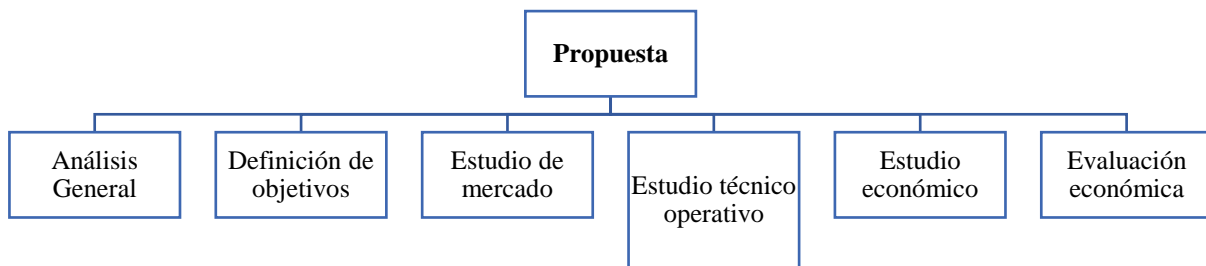 Propuesta
Análisis
General
Definición de
objetivos
Estudio de
mercado
Estudio técnico
operativo
Estudio
económico
Evaluación
económica